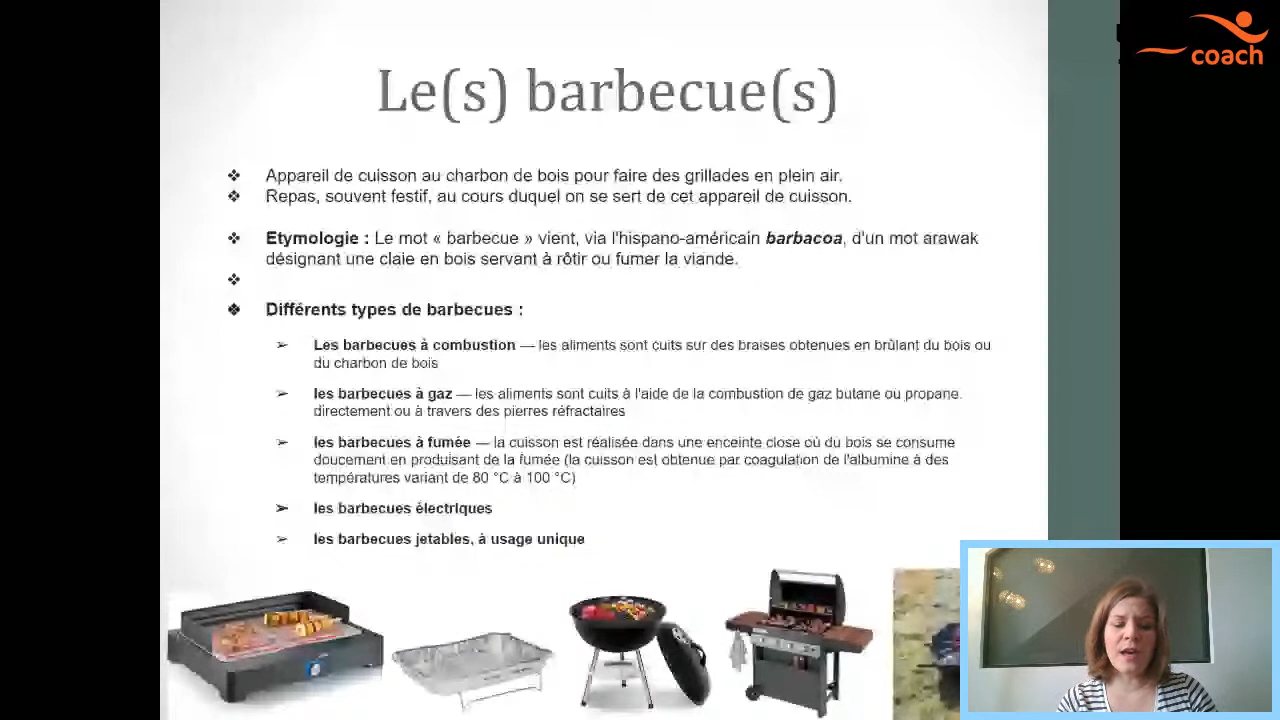 coach
Le(s) barbecue(s)
❖ Appareil de cuisson au charbon de bois pour faire des grillades en plein air.
❖ Repas, souvent festif, au cours duquel on se sert de cet appareil de cuisson.
❖ Etymologie : Le mot « barbecue » vient, via l'hispano-américain barbacoa, d'un mot arawak
désignant une claie en bois servant à rôtir ou fumer la viande.
❖
❖ Différents types de barbecues :
➢ Les barbecues à combustion — les aliments sont cuits sur des braises obtenues en brûlant du bois ou
du charbon de bois
➢ les barbecues à gaz — les aliments sont cuits à l'aide de la combustion de gaz butane ou propane,
directement ou à travers des pierres réfractaires
➢ les barbecues à fumée — la cuisson est réalisée dans une enceinte close où du bois se consume
doucement en produisant de la fumée (la cuisson est obtenue par coagulation de l'albumine à des
températures variant de 80 °C à 100 °C)
➢ les barbecues électriques
➢ les barbecues jetables, à usage unique